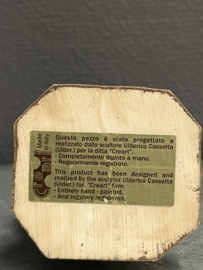 Made
in Italy
Questo pezzo è stato progettato e
realizzato dallo scultore Ulderico Cassetta
(Ulder.) per la ditta "Creart".
- Completamente dipinto a mano.
- Regolarmente registrato.
This product has been designed and
realized by the sculptor Ulderico Cassetta
(Ulder.) for "Creart" firm.
- Entirely hand - painted.
- And regulary registered.